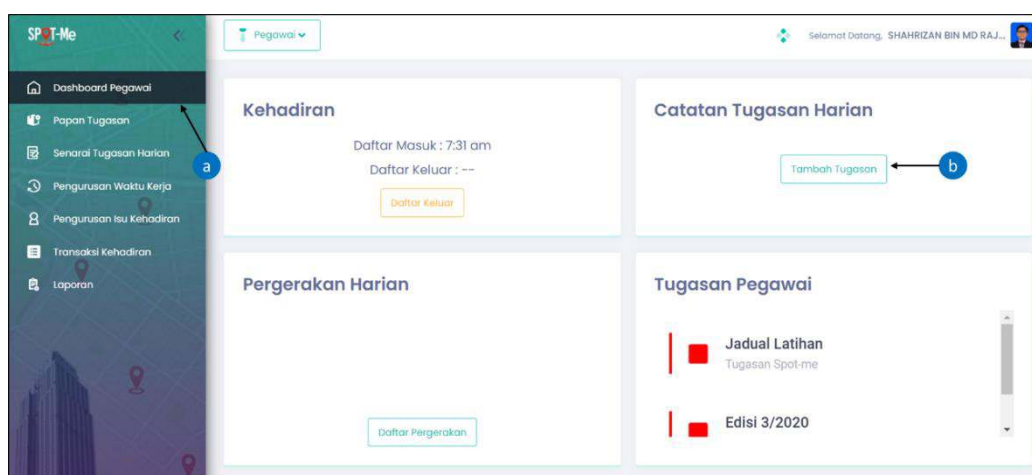 SPOT-Me
Pegawai
Selamat Datang, SHAHRIZAN BIN MD RAJ...
Dashboard Pegawai
Papan Tugasan
Senarai Tugasan Harian
Pengurusan Waktu Kerja
Pengurusan Isu Kehadiran
Transaksi Kehadiran
Laporan
a
Kehadiran
Daftar Masuk : 7:31 am
Daftar Keluar : --
Daftar Keluar
Catatan Tugasan Harian
Tambah Tugasan
b
Pergerakan Harian
Daftar Pergerakan
Tugasan Pegawai
Jadual Latihan
Tugasan Spot-me
Edisi 3/2020